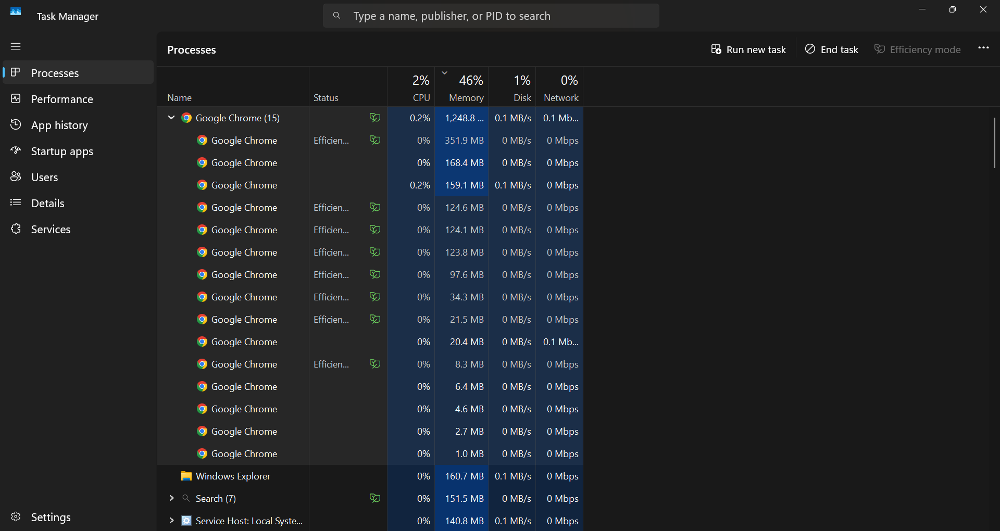 Task Manager
Type a name, publisher, or PID to search
Processes
Performance
App history
Startup apps
Users
Details
Services
Settings
Processes
Run new task
End task
Efficiency mode
2% 46% 1% 0%
Name Status CPU Memory Disk Network
Google Chrome (15) 0.2% 1,248.8 ... 0.1 MB/s 0.1 Mb...
Google Chrome Efficien... 0% 351.9 MB 0 MB/s 0 Mbps
Google Chrome 0% 168.4 MB 0 MB/s 0 Mbps
Google Chrome 0.2% 159.1 MB 0.1 MB/s 0 Mbps
Google Chrome Efficien... 0% 124.6 MB 0 MB/s 0 Mbps
Google Chrome Efficien... 0% 124.1 MB 0 MB/s 0 Mbps
Google Chrome Efficien... 0% 123.8 MB 0 MB/s 0 Mbps
Google Chrome Efficien... 0% 97.6 MB 0 MB/s 0 Mbps
Google Chrome Efficien... 0% 34.3 MB 0 MB/s 0 Mbps
Google Chrome Efficien... 0% 21.5 MB 0 MB/s 0 Mbps
Google Chrome 0% 20.4 MB 0 MB/s 0.1 Mb...
Google Chrome Efficien... 0% 8.3 MB 0 MB/s 0 Mbps
Google Chrome 0% 6.4 MB 0 MB/s 0 Mbps
Google Chrome 0% 4.6 MB 0 MB/s 0 Mbps
Google Chrome 0% 2.7 MB 0 MB/s 0 Mbps
Google Chrome 0% 1.0 MB 0 MB/s 0 Mbps
Windows Explorer 0% 160.7 MB 0.1 MB/s 0 Mbps
Search (7) 0% 151.5 MB 0 MB/s 0 Mbps
Service Host: Local Syste... 0% 140.8 MB 0.1 MB/s 0 Mbps